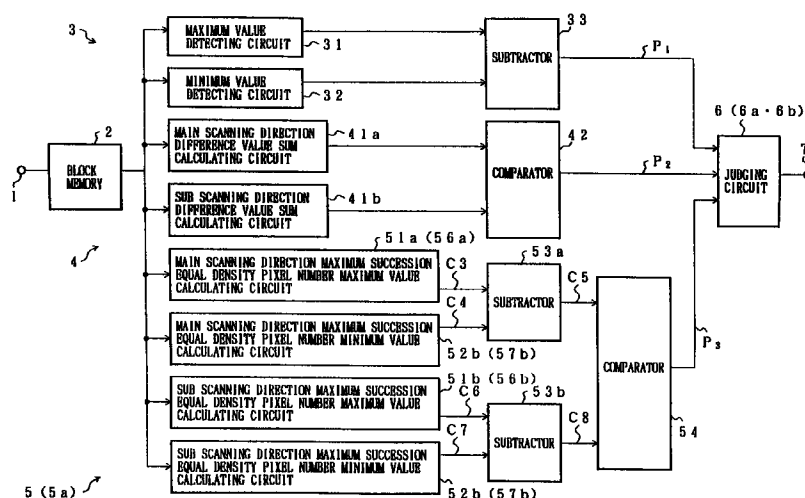 3
MAXIMUM VALUE
DETECTING CIRCUIT
31
MINIMUM VALUE
DETECTING CIRCUIT
32
33
SUBTRACTOR
P1
2
BLOCK
MEMORY
1
MAIN SCANNING DIRECTION
DIFFERENCE VALUE SUM
CALCULATING CIRCUIT
41a
SUB SCANNING DIRECTION
DIFFERENCE VALUE SUM
CALCULATING CIRCUIT
41b
42
COMPARATOR
P2
6 (6a·6b)
JUDGING
CIRCUIT
7
4
51a (56a)
MAIN SCANNING DIRECTION MAXIMUM SUCCESSION
EQUAL DENSITY PIXEL NUMBER MAXIMUM VALUE
CALCULATING CIRCUIT
C3
MAIN SCANNING DIRECTION MAXIMUM SUCCESSION
EQUAL DENSITY PIXEL NUMBER MINIMUM VALUE
CALCULATING CIRCUIT
C4
52b (57b)
53a
SUBTRACTOR
C5
51b (56b)
SUB SCANNING DIRECTION MAXIMUM SUCCESSION
EQUAL DENSITY PIXEL NUMBER MAXIMUM VALUE
CALCULATING CIRCUIT
C6
SUB SCANNING DIRECTION MAXIMUM SUCCESSION
EQUAL DENSITY PIXEL NUMBER MINIMUM VALUE
CALCULATING CIRCUIT
C7
52b (57b)
53b
SUBTRACTOR
C8
COMPARATOR
54
P3
5 (5a)